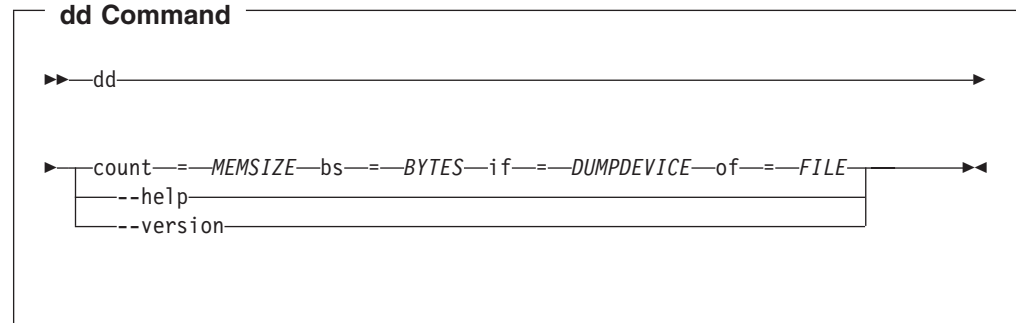 dd Command
dd
count = MEMSIZE bs = BYTES if = DUMPDEVICE of = FILE
--help
--version